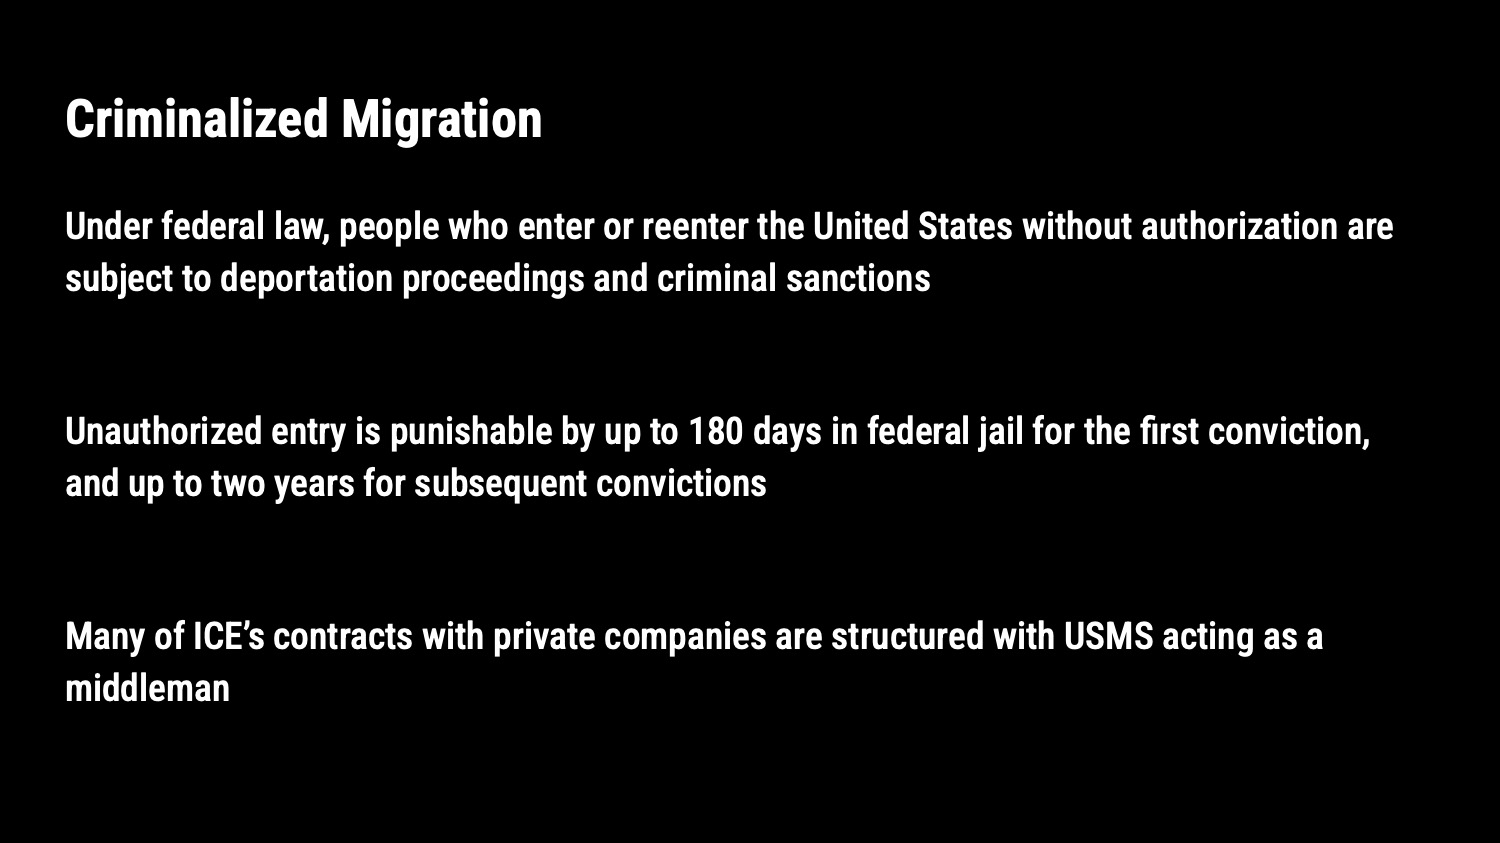 Criminalized Migration
Under federal law, people who enter or reenter the United States without authorization are
subject to deportation proceedings and criminal sanctions
Unauthorized entry is punishable by up to 180 days in federal jail for the first conviction,
and up to two years for subsequent convictions
Many of ICE’s contracts with private companies are structured with USMS acting as a
middleman